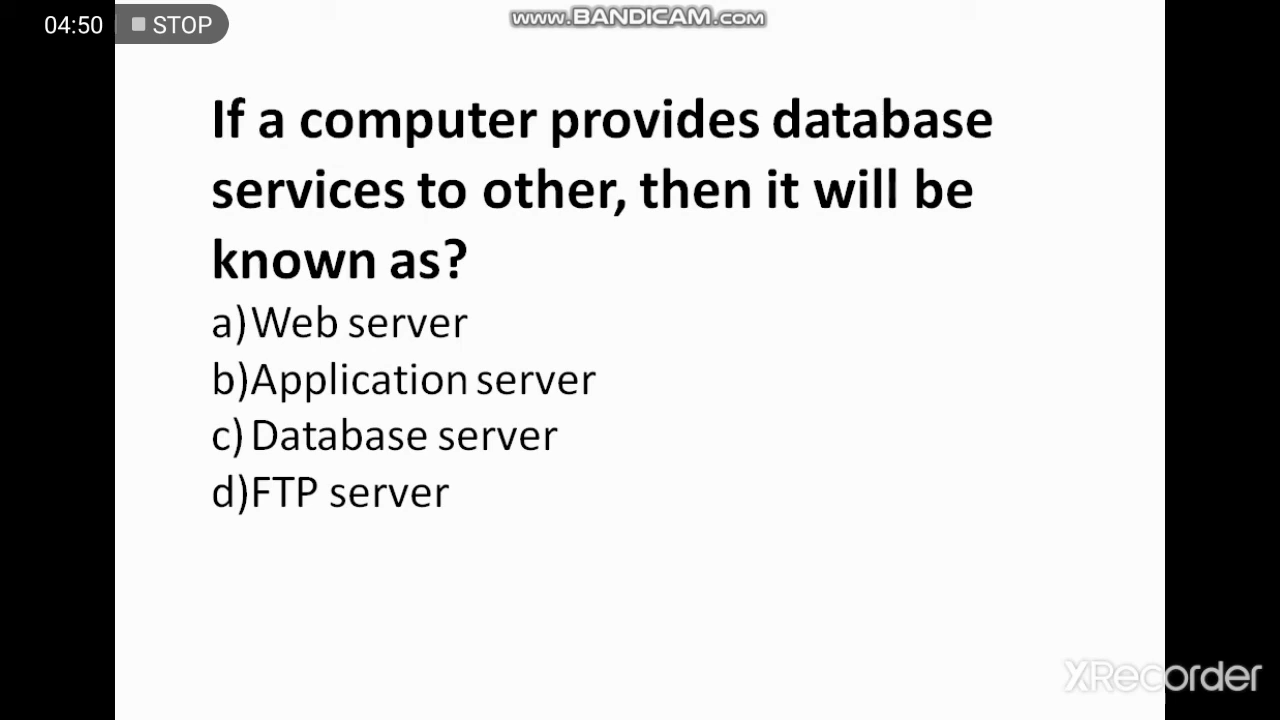 04:50 STOP
www.BANDICAM.com
If a computer provides database
services to other, then it will be
known as?
a)Web server
b)Application server
c)Database server
d)FTP server
XRecorder